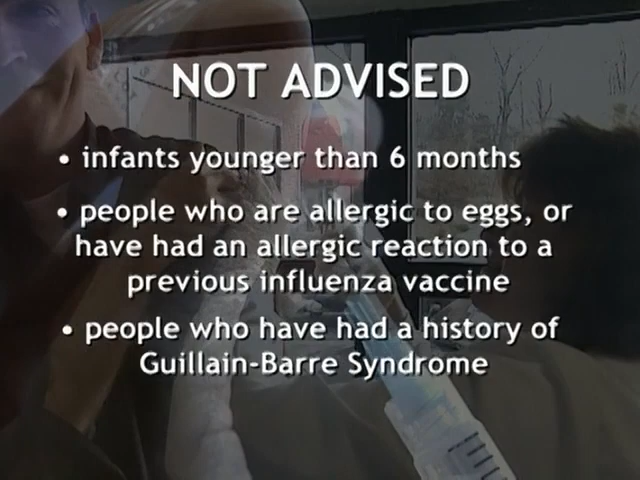 NOT ADVISED
• infants younger than 6 months
• people who are allergic to eggs, or
have had an allergic reaction to a
previous influenza vaccine
• people who have had a history of
Guillain-Barre Syndrome